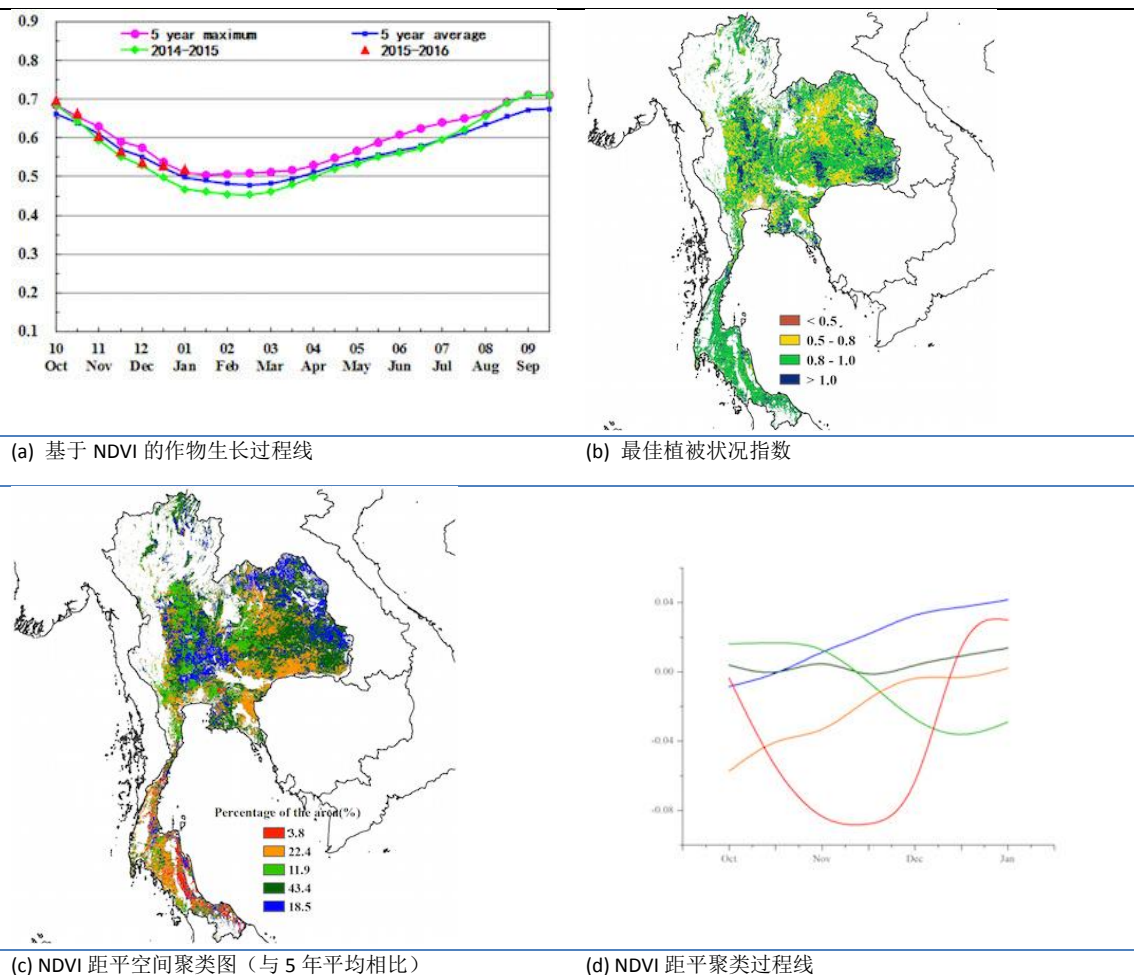 0.9
5 year maximum 5 year average
2014-2015 2015-2016
0.8
0.7
0.6
0.5
0.4
0.3
0.2
0.1
10 11 12 01 02 03 04 05 06 07 08 09
Oct Nov Dec Jan Feb Mar Apr May Jun Jul Aug Sep
< 0.5
0.5 - 0.8
0.8 - 1.0
> 1.0
(a) 基于 NDVI 的作物生长过程线
(b) 最佳植被状况指数
Percentage of the area(%)
3.8
22.4
11.9
43.4
18.5
0.04
0.00
-0.04
-0.08
Oct Nov Dec Jan
(c) NDVI 距平空间聚类图（与 5 年平均相比）
(d) NDVI 距平聚类过程线